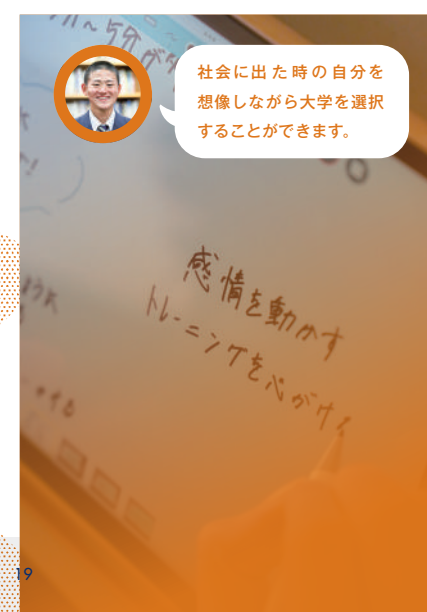 社会に出た時の自分を
想像しながら大学を選択
することができます。
感情を動かす
トレーニングを心がける
19